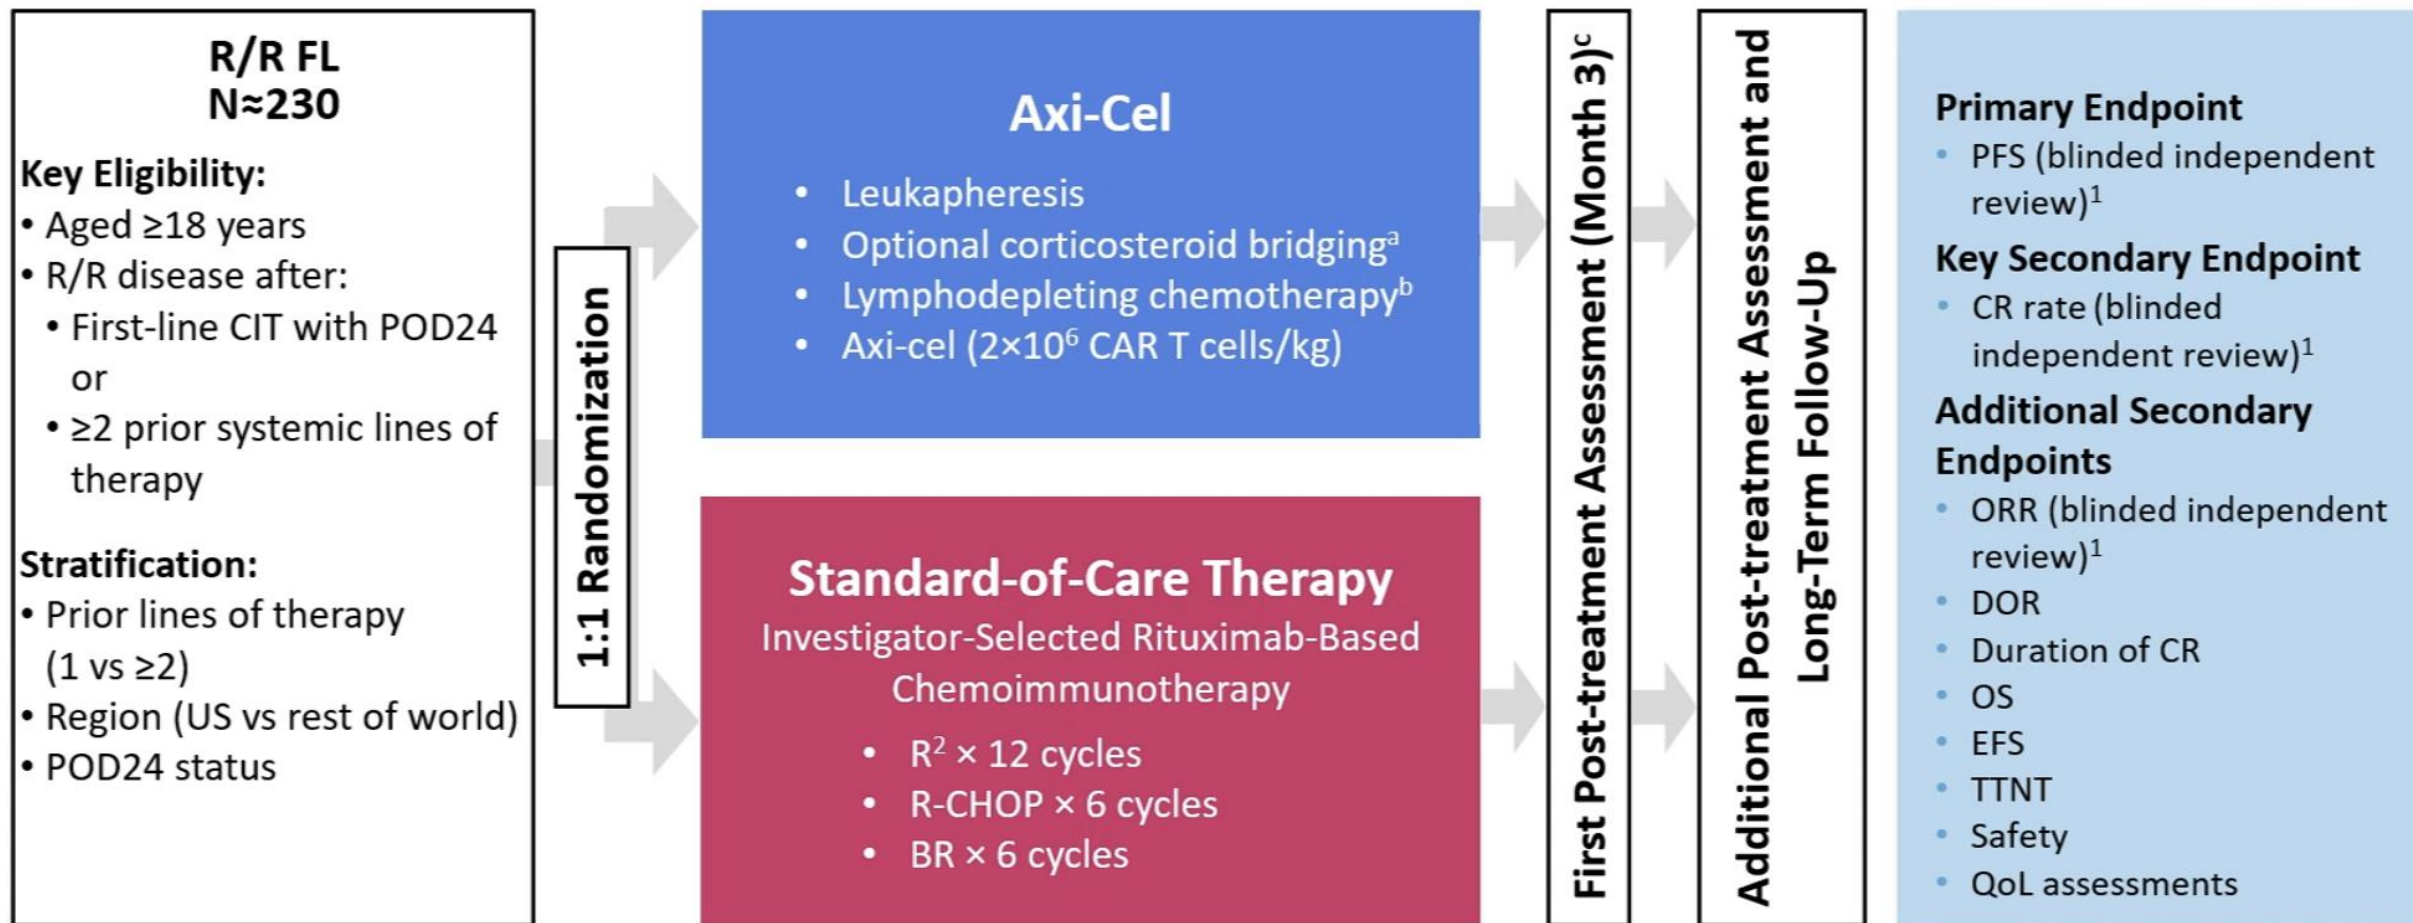 R/R FL
N≈230
Key Eligibility:
• Aged ≥18 years
• R/R disease after:
• First-line CIT with POD24
or
• ≥2 prior systemic lines of
therapy
Stratification:
• Prior lines of therapy
(1 vs ≥2)
• Region (US vs rest of world)
• POD24 status
1:1 Randomization
Axi-Cel
• Leukapheresis
• Optional corticosteroid bridgingᵃ
• Lymphodepleting chemotherapyᵇ
• Axi-cel (2×10⁶ CAR T cells/kg)
Standard-of-Care Therapy
Investigator-Selected Rituximab-Based
Chemoimmunotherapy
• R² × 12 cycles
• R-CHOP × 6 cycles
• BR × 6 cycles
First Post-treatment Assessment (Month 3)ᶜ
Additional Post-treatment Assessment and
Long-Term Follow-Up
Primary Endpoint
• PFS (blinded independent
review)¹
Key Secondary Endpoint
• CR rate (blinded
independent review)¹
Additional Secondary
Endpoints
• ORR (blinded independent
review)¹
• DOR
• Duration of CR
• OS
• EFS
• TTNT
• Safety
• QoL assessments